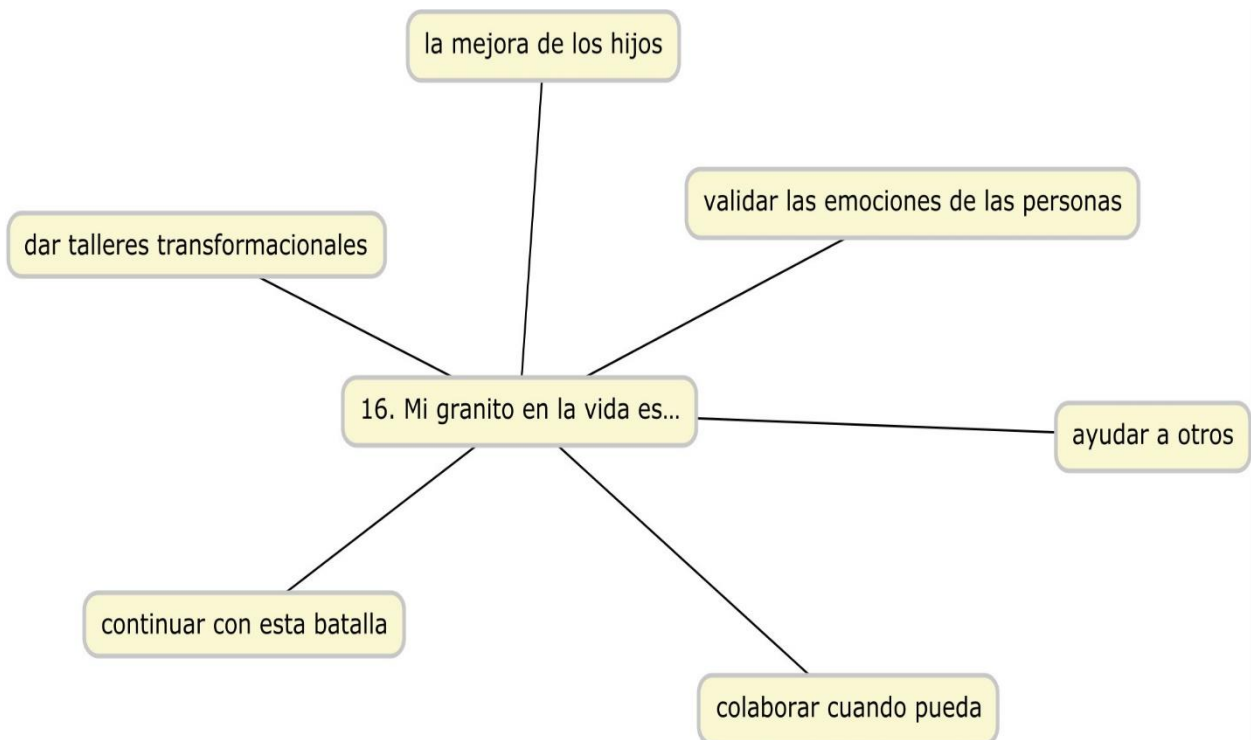 la mejora de los hijos
validar las emociones de las personas
dar talleres transformacionales
16. Mi granito en la vida es...
ayudar a otros
continuar con esta batalla
colaborar cuando pueda